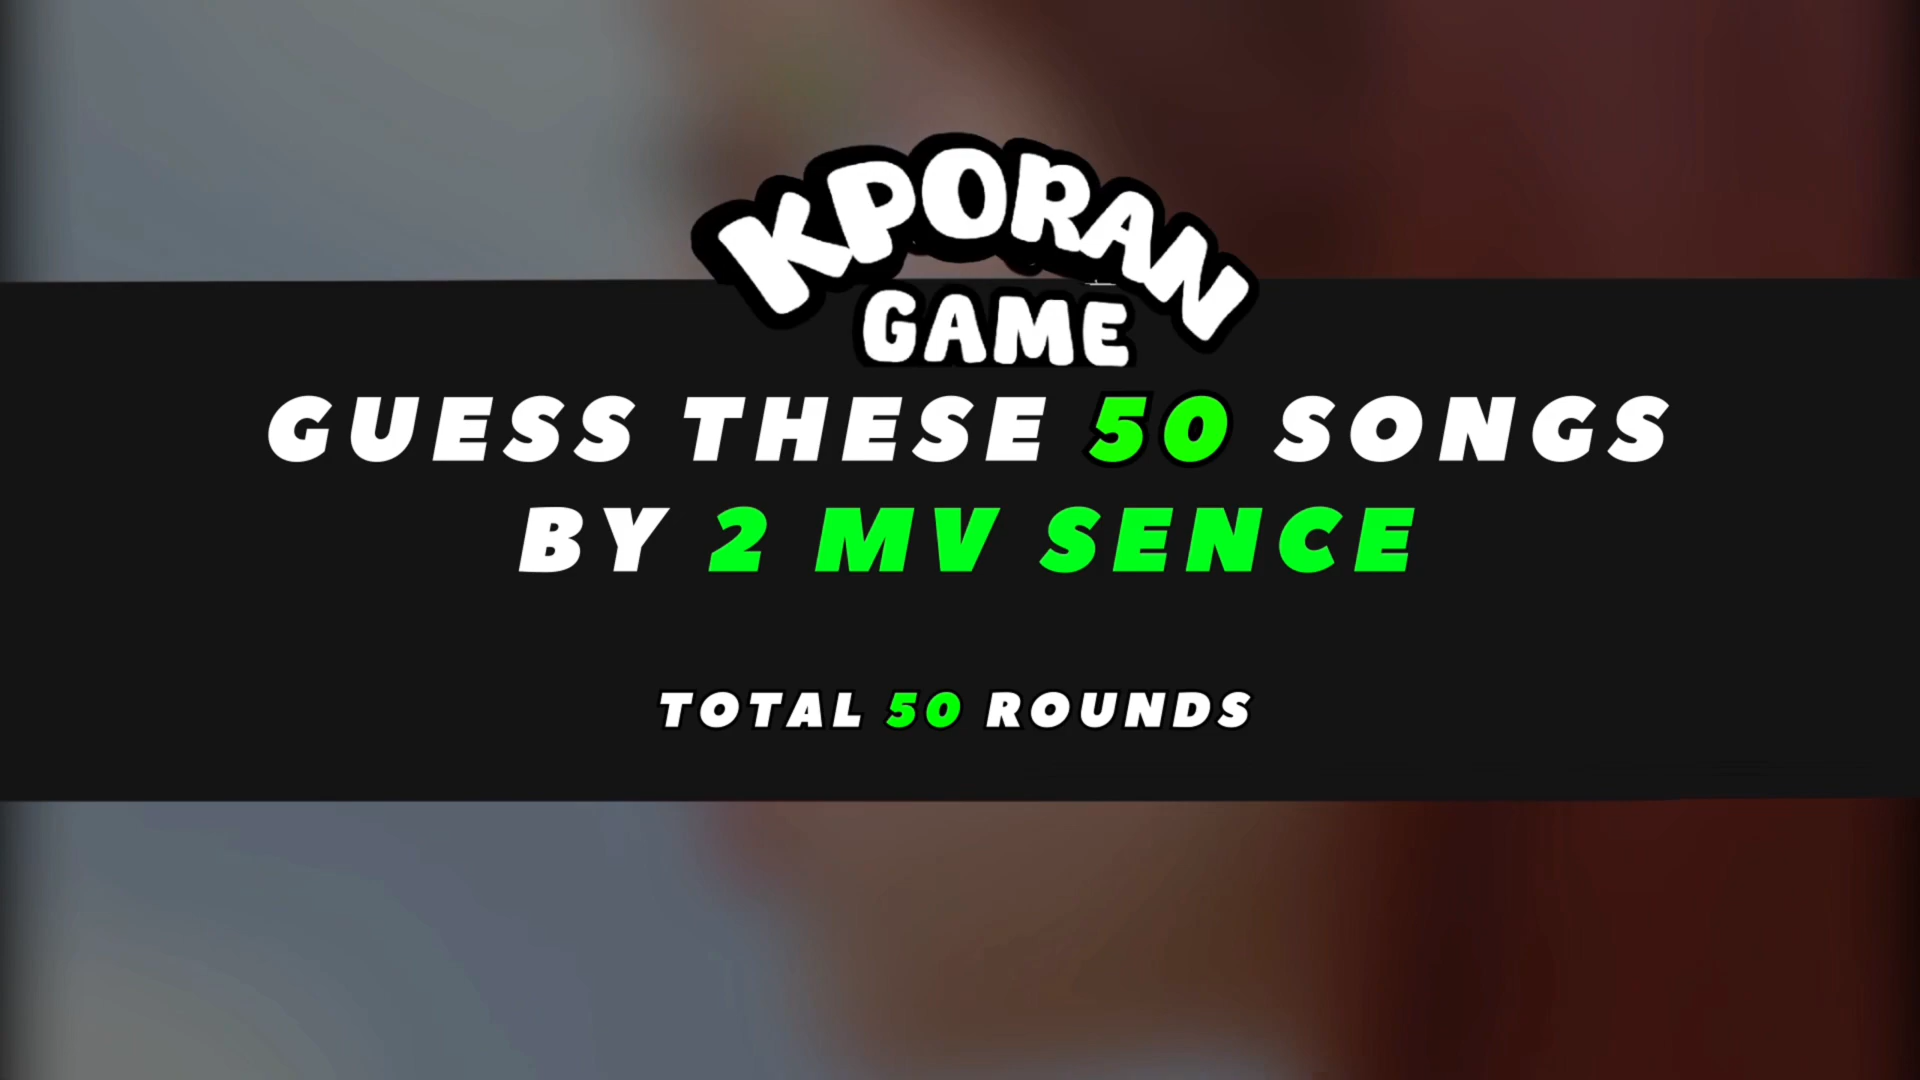 KPORAN
GAME
GUESS THESE 50 SONGS
BY 2 MV SENCE
TOTAL 50 ROUNDS